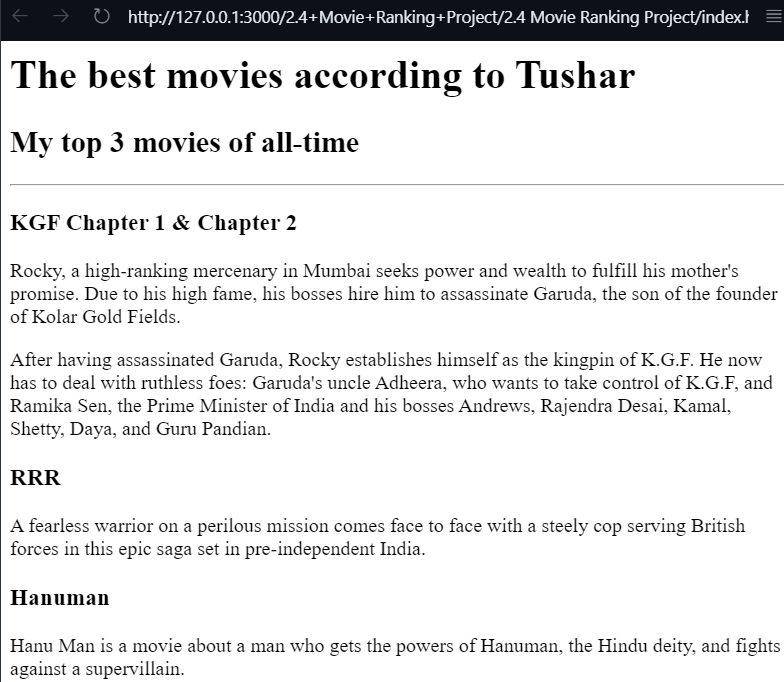 http://127.0.0.1:3000/2.4+Movie+Ranking+Project/2.4 Movie Ranking Project/index.h
The best movies according to Tushar
My top 3 movies of all-time
KGF Chapter 1 & Chapter 2
Rocky, a high-ranking mercenary in Mumbai seeks power and wealth to fulfill his mother's
promise. Due to his high fame, his bosses hire him to assassinate Garuda, the son of the founder
of Kolar Gold Fields.
After having assassinated Garuda, Rocky establishes himself as the kingpin of K.G.F. He now
has to deal with ruthless foes: Garuda's uncle Adheera, who wants to take control of K.G.F, and
Ramika Sen, the Prime Minister of India and his bosses Andrews, Rajendra Desai, Kamal,
Shetty, Daya, and Guru Pandian.
RRR
A fearless warrior on a perilous mission comes face to face with a steely cop serving British
forces in this epic saga set in pre-independent India.
Hanuman
Hanu Man is a movie about a man who gets the powers of Hanuman, the Hindu deity, and fights
against a supervillain.